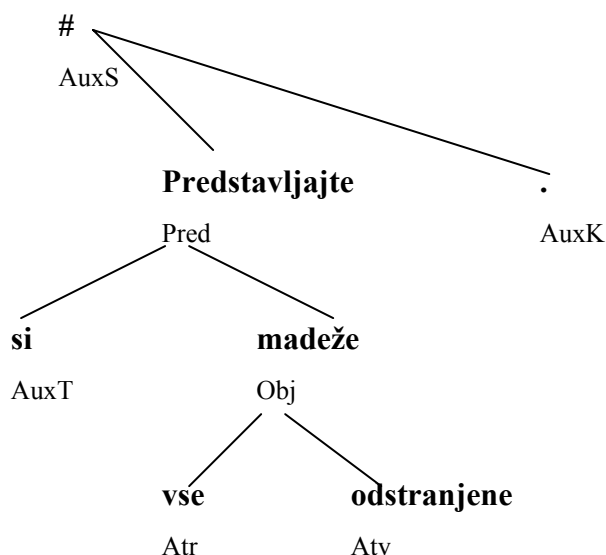 #
AuxS
Predstavljajte .
Pred AuxK
si madeže
AuxT Obj
vse odstranjene
Atr Atv